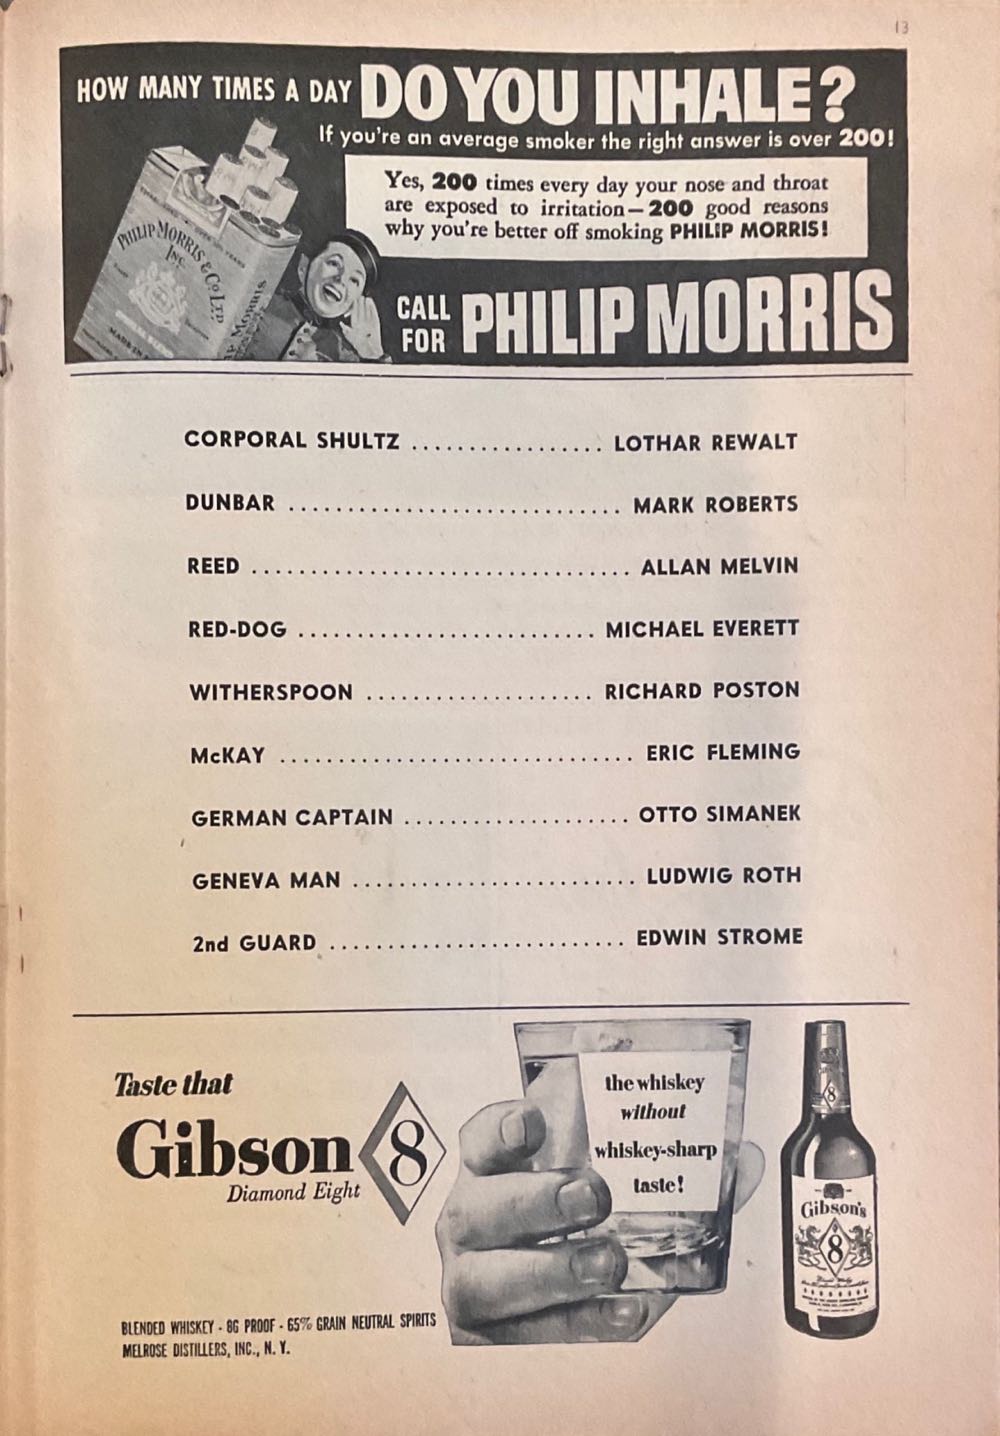 13
HOW MANY TIMES A DAY DO YOU INHALE?
If you're an average smoker the right answer is over 200!
Yes, 200 times every day your nose and throat
are exposed to irritation—200 good reasons
why you're better off smoking PHILIP MORRIS!
PHILIP MORRIS & CO. LTD
INC.
CALL
FOR PHILIP MORRIS
CORPORAL SHULTZ ................ LOTHAR REWALT
DUNBAR ............................ MARK ROBERTS
REED ................................ ALLAN MELVIN
RED-DOG ......................... MICHAEL EVERETT
WITHERSPOON .................... RICHARD POSTON
McKAY .............................. ERIC FLEMING
GERMAN CAPTAIN ................... OTTO SIMANEK
GENEVA MAN ........................ LUDWIG ROTH
2nd GUARD ......................... EDWIN STROME
Taste that
Gibson 8
Diamond Eight
the whiskey
without
whiskey-sharp
taste!
8
Gibson's
8
BLENDED WHISKEY - 86 PROOF - 65% GRAIN NEUTRAL SPIRITS
MELROSE DISTILLERS, INC., N. Y.